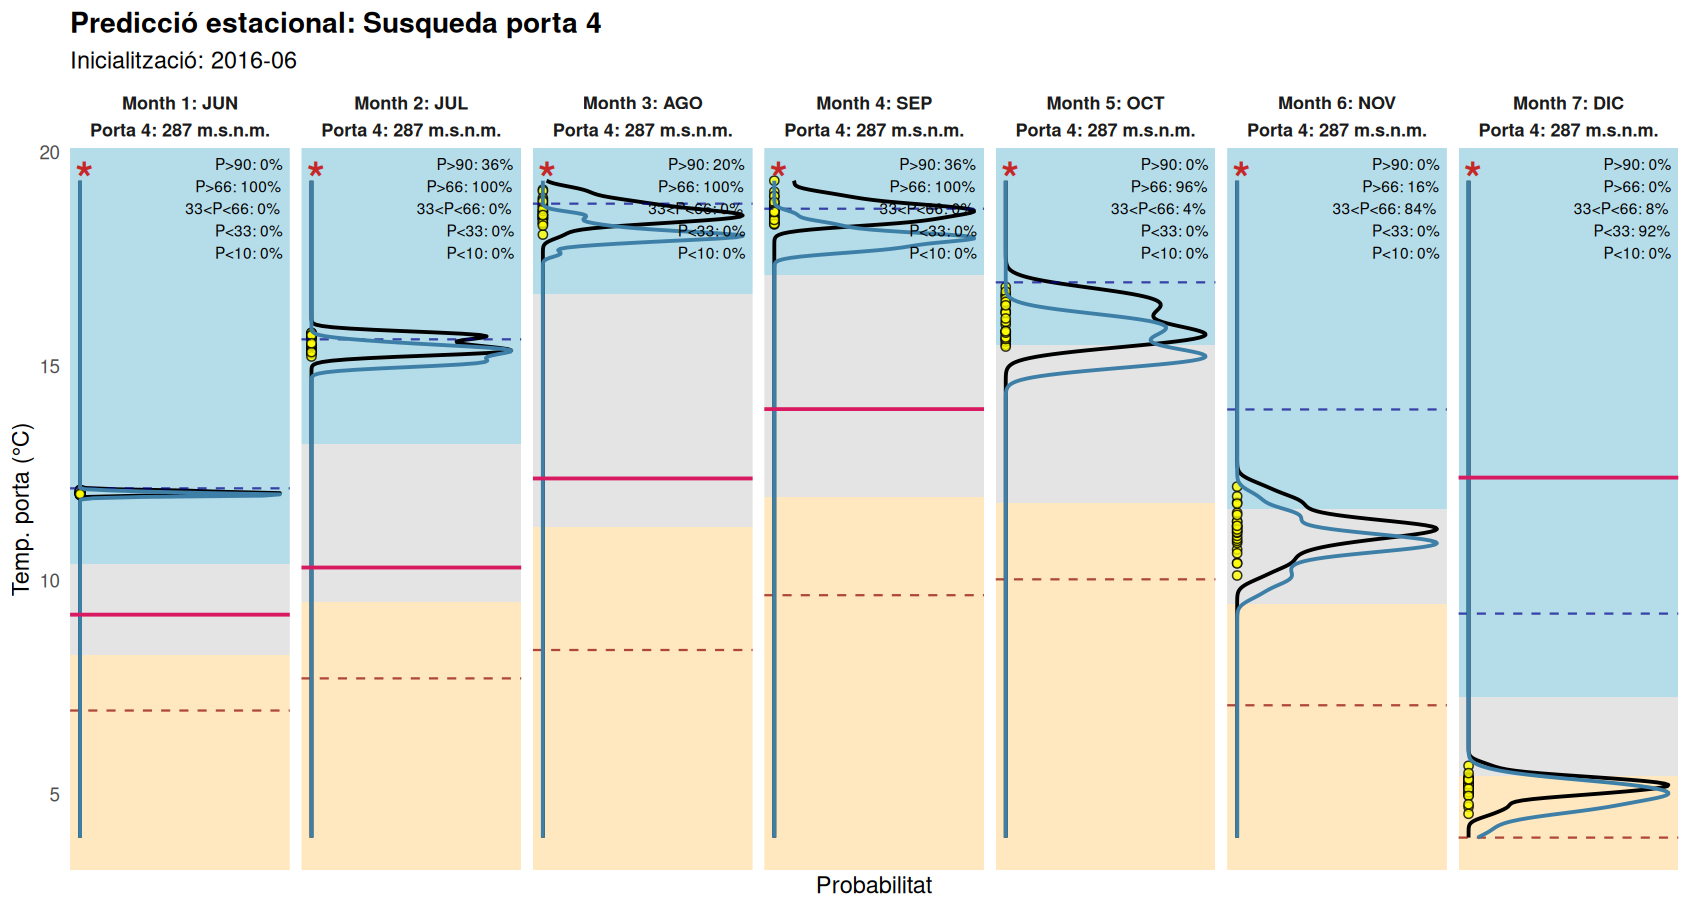 Predicció estacional: Susqueda porta 4
Inicialització: 2016-06
Month 1: JUN
Porta 4: 287 m.s.n.m.
Month 2: JUL
Porta 4: 287 m.s.n.m.
Month 3: AGO
Porta 4: 287 m.s.n.m.
Month 4: SEP
Porta 4: 287 m.s.n.m.
Month 5: OCT
Porta 4: 287 m.s.n.m.
Month 6: NOV
Porta 4: 287 m.s.n.m.
Month 7: DIC
Porta 4: 287 m.s.n.m.
Temp. porta (°C)
20
15
10
5
*
P>90: 0%
P>66: 100%
33<P<66: 0%
P<33: 0%
P<10: 0%
*
P>90: 36%
P>66: 100%
33<P<66: 0%
P<33: 0%
P<10: 0%
*
P>90: 20%
P>66: 100%
33<P<66: 0%
P<33: 0%
P<10: 0%
*
P>90: 36%
P>66: 100%
33<P<66: 0%
P<33: 0%
P<10: 0%
*
P>90: 0%
P>66: 96%
33<P<66: 4%
P<33: 0%
P<10: 0%
*
P>90: 0%
P>66: 16%
33<P<66: 84%
P<33: 0%
P<10: 0%
*
P>90: 0%
P>66: 0%
33<P<66: 8%
P<33: 92%
P<10: 0%
Probabilitat